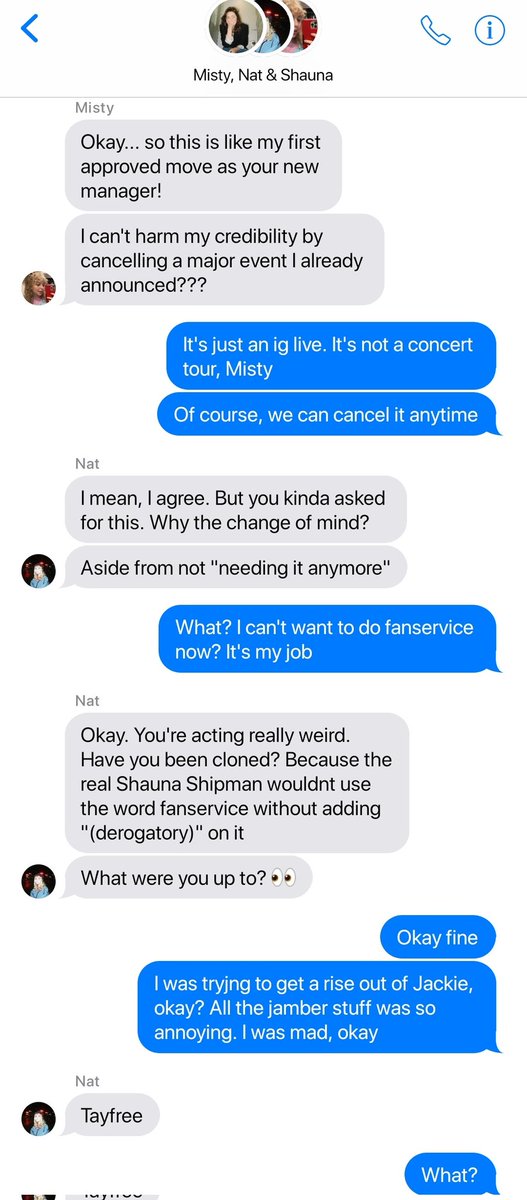 Misty, Nat & Shauna
Misty
Okay... so this is like my first
approved move as your new
manager!
I can't harm my credibility by
cancelling a major event I already
announced???
It's just an ig live. It's not a concert
tour, Misty
Of course, we can cancel it anytime
Nat
I mean, I agree. But you kinda asked
for this. Why the change of mind?
Aside from not "needing it anymore"
What? I can't want to do fanservice
now? It's my job
Nat
Okay. You're acting really weird.
Have you been cloned? Because the
real Shauna Shipman wouldnt use
the word fanservice without adding
"(derogatory)" on it
What were you up to? 👀
Okay fine
I was tryjng to get a rise out of Jackie,
okay? All the jamber stuff was so
annoying. I was mad, okay
Nat
Tayfree
What?